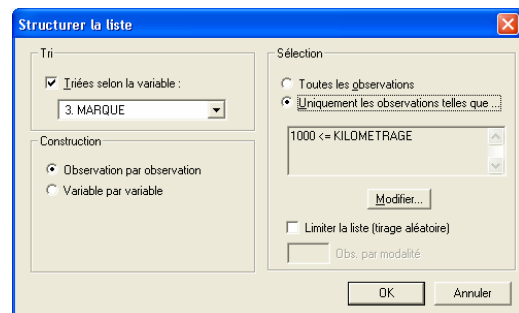 Structurer la liste
Tri
Triées selon la variable :
3. MARQUE
Construction
Observation par observation
Variable par variable
Sélection
Toutes les observations
Uniquement les observations telles que ...
1000 <= KILOMETRAGE
Modifier...
Limiter la liste (tirage aléatoire)
Obs. par modalité
OK
Annuler